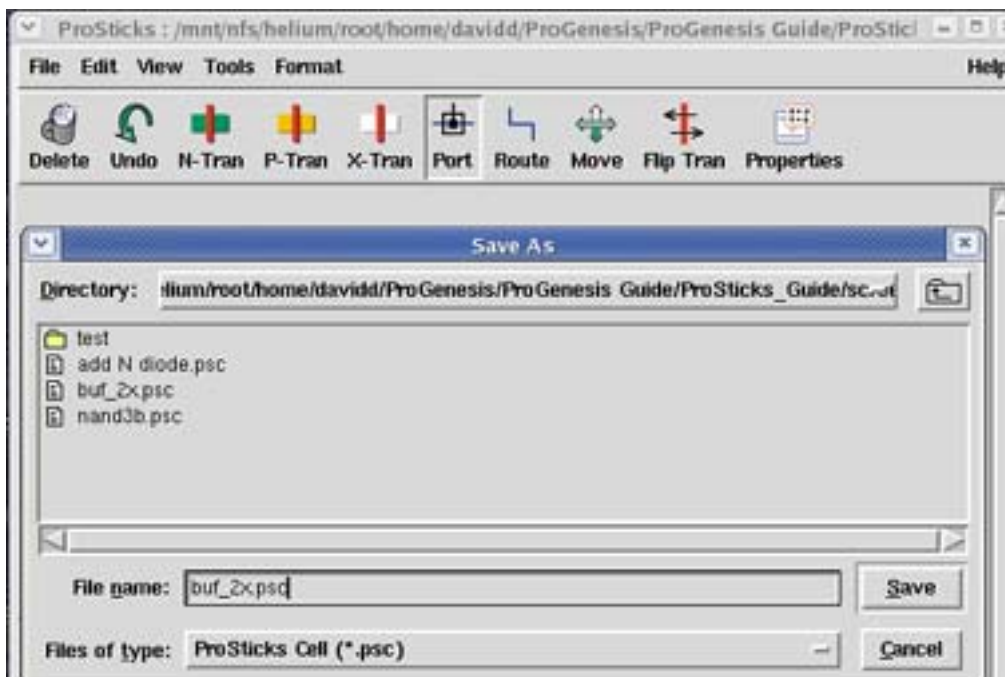 ProSticks : /mnt/nfs/helium/root/home/davidd/ProGenesis/ProGenesis Guide/ProStic
File Edit View Tools Format Help
Delete Undo N-Tran P-Tran X-Tran Port Route Move Flip Tran Properties
Save As
Directory: lium/root/home/davidd/ProGenesis/ProGenesis Guide/ProSticks_Guide/
test
add N diode.psc
buf_2x.psc
nand3b.psc
File name: buf_2x.psc Save
Files of type: ProSticks Cell (*.psc) Cancel